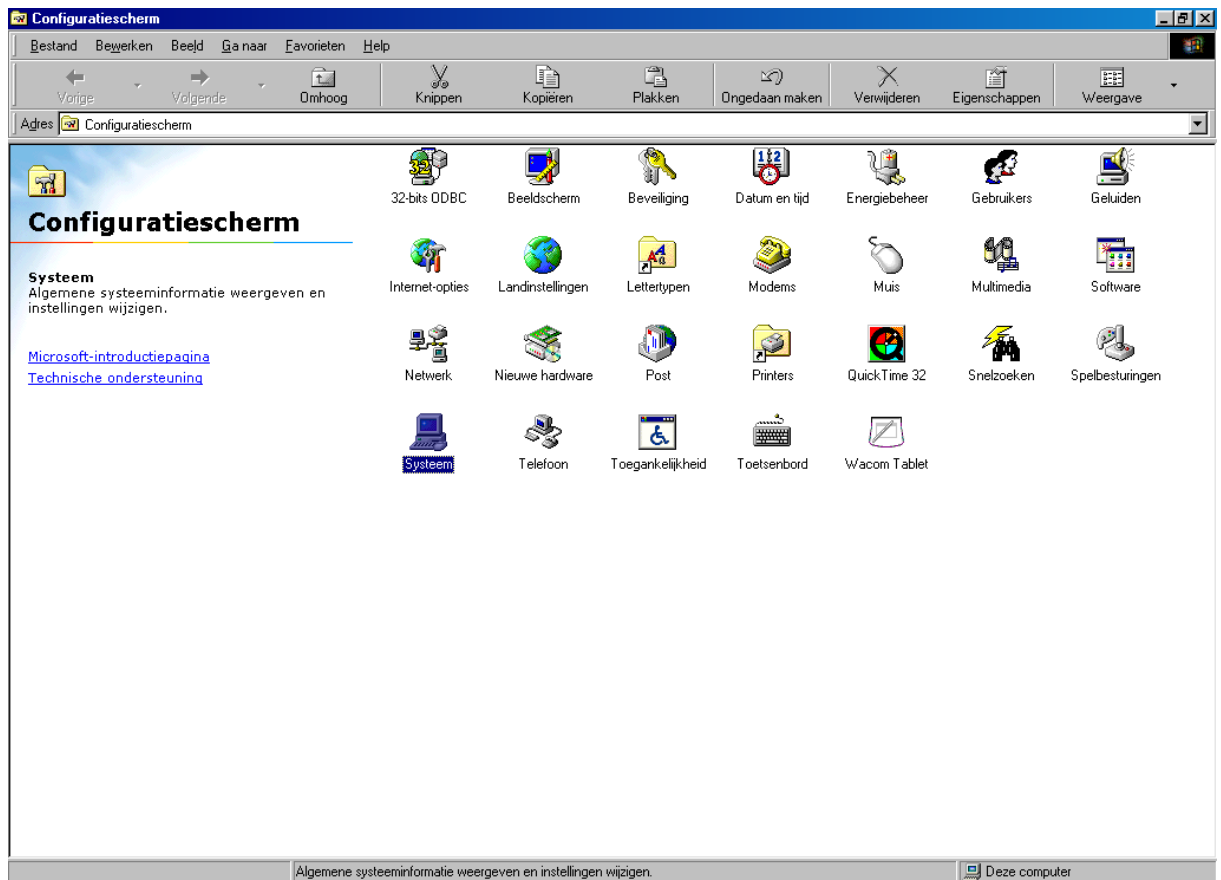 Configuratiescherm
Bestand Bewerken Beeld Ga naar Favorieten Help
Vorige Volgende Omhoog Knippen Kopiëren Plakken Ongedaan maken Verwijderen Eigenschappen Weergave
Adres Configuratiescherm
Configuratiescherm
Systeem
Algemene systeeminformatie weergeven en
instellingen wijzigen.
Microsoft-introductiepagina
Technische ondersteuning
32-bits ODBC Beeldscherm Beveiliging Datum en tijd Energiebeheer Gebruikers Geluiden
Internet-opties Landinstellingen Lettertypen Modems Muis Multimedia Software
Netwerk Nieuwe hardware Post Printers QuickTime 32 Snelzoeken Spelbesturingen
Systeem Telefoon Toegankelijkheid Toetsenbord Wacom Tablet
Algemene systeeminformatie weergeven en instellingen wijzigen. Deze computer